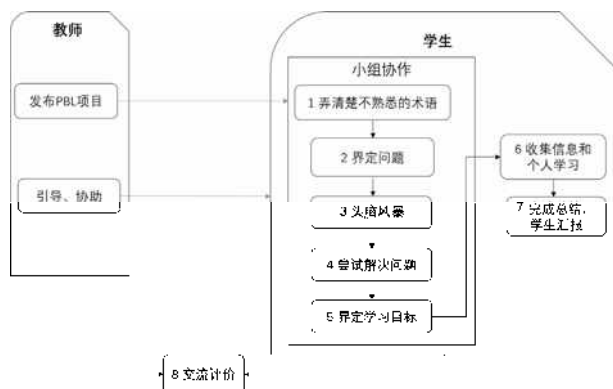 教师
学生
小组协作
发布PBL项目
1 弄清楚不熟悉的术语
2 界定问题
6 收集信息和
个人学习
引导、协助
3 头脑风暴
7 完成总结,
学生汇报
4 尝试解决问题
5 界定学习目标
8 交流评价